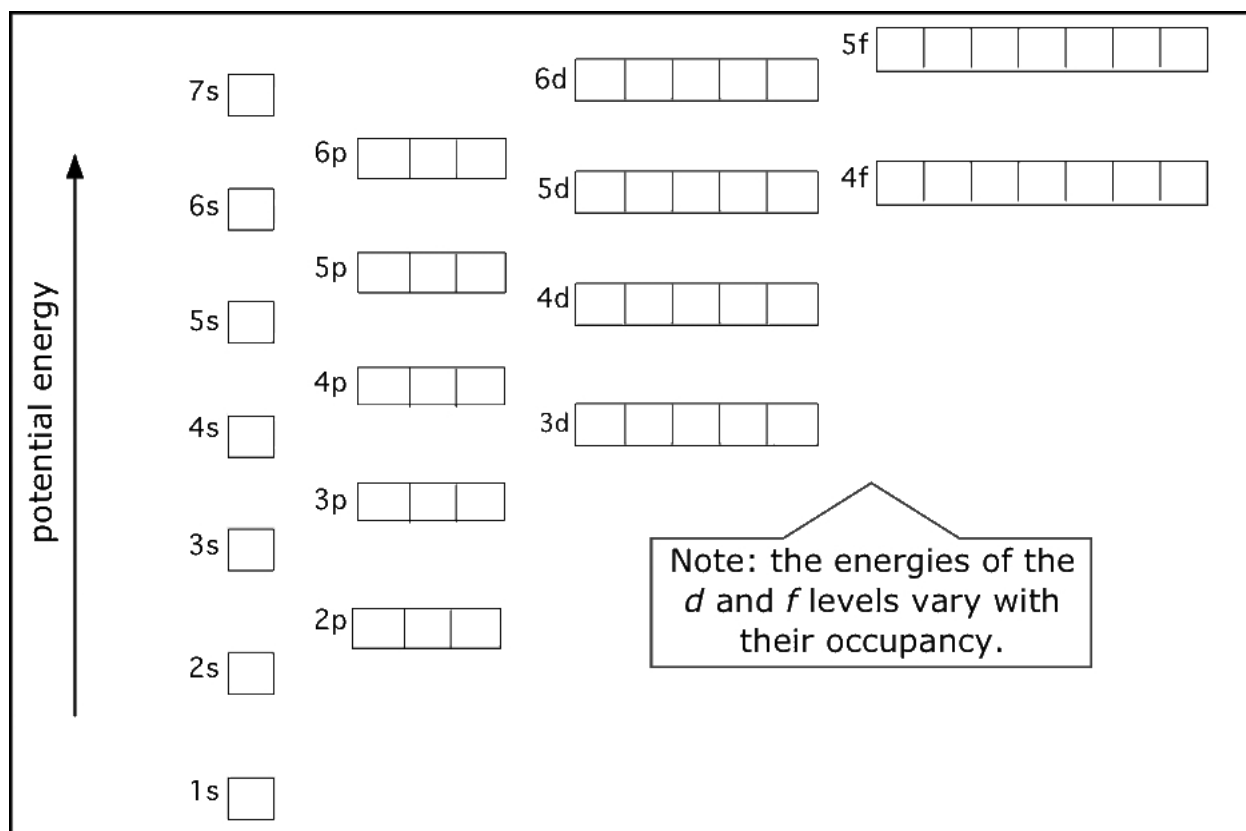 5f
6d
7s
6p
4f
5d
6s
5p
4d
5s
4p
3d
4s
3p
3s
2p
2s
1s
potential energy
Note: the energies of the
d and f levels vary with
their occupancy.